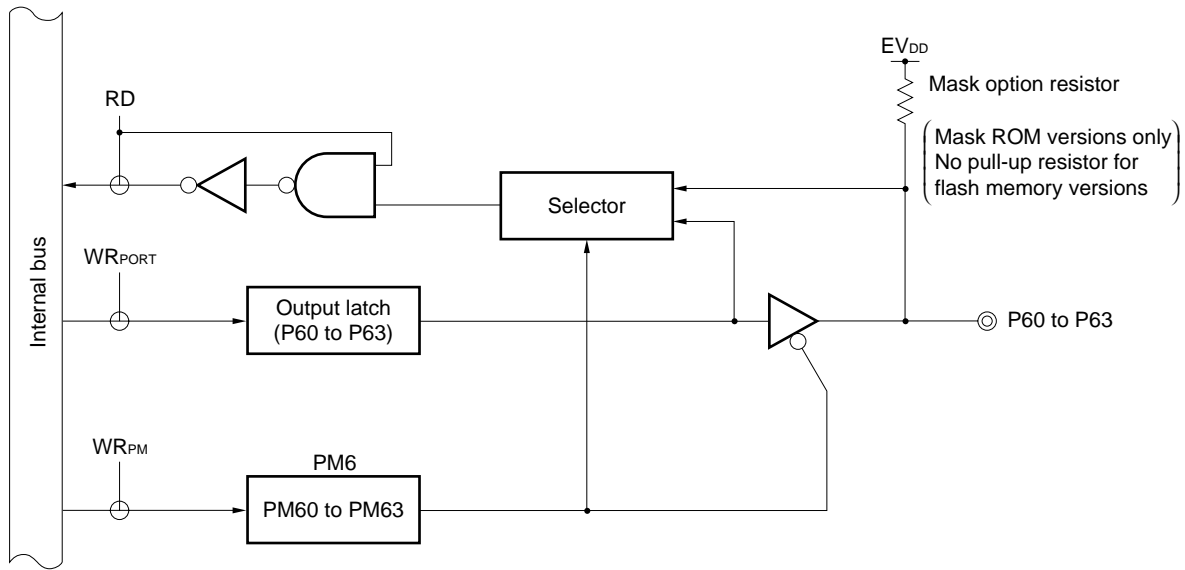 EVDD
Mask option resistor
RD
Mask ROM versions only
No pull-up resistor for
flash memory versions
Selector
WRPORT
Internal bus
Output latch
(P60 to P63)
P60 to P63
WRPM
PM6
PM60 to PM63